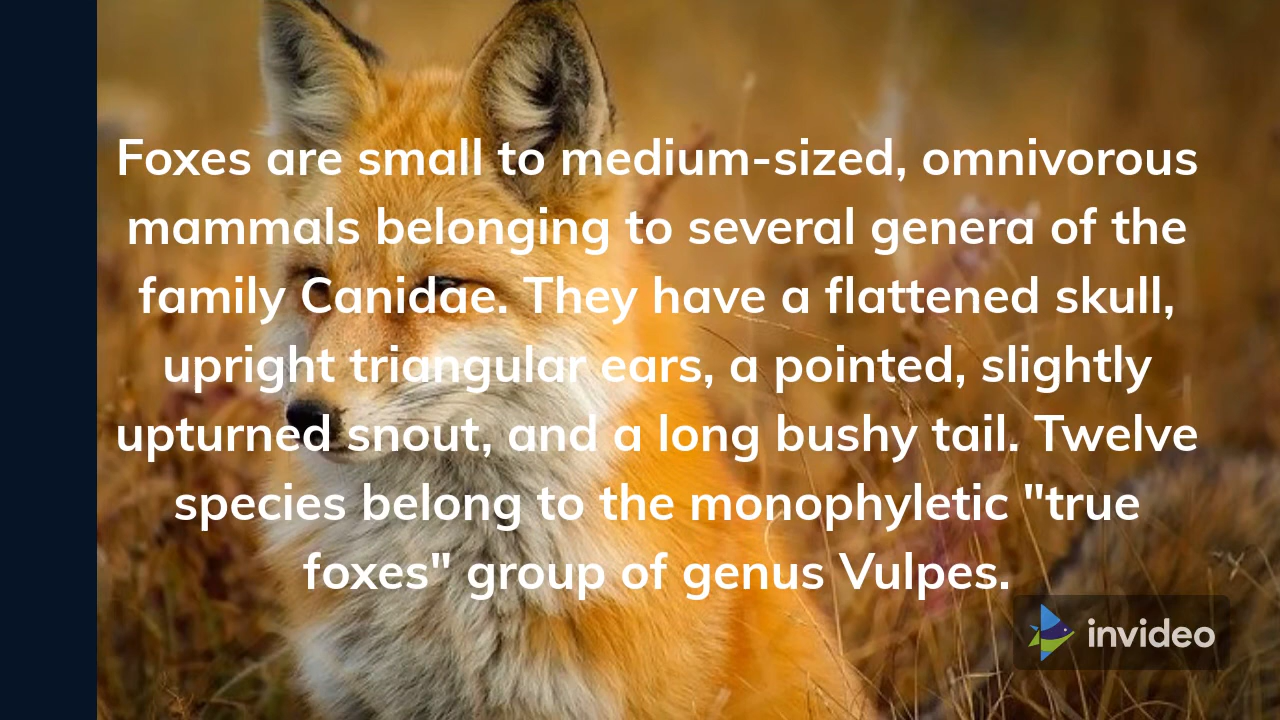 Foxes are small to medium-sized, omnivorous
mammals belonging to several genera of the
family Canidae. They have a flattened skull,
upright triangular ears, a pointed, slightly
upturned snout, and a long bushy tail. Twelve
species belong to the monophyletic "true
foxes" group of genus Vulpes.
invideo